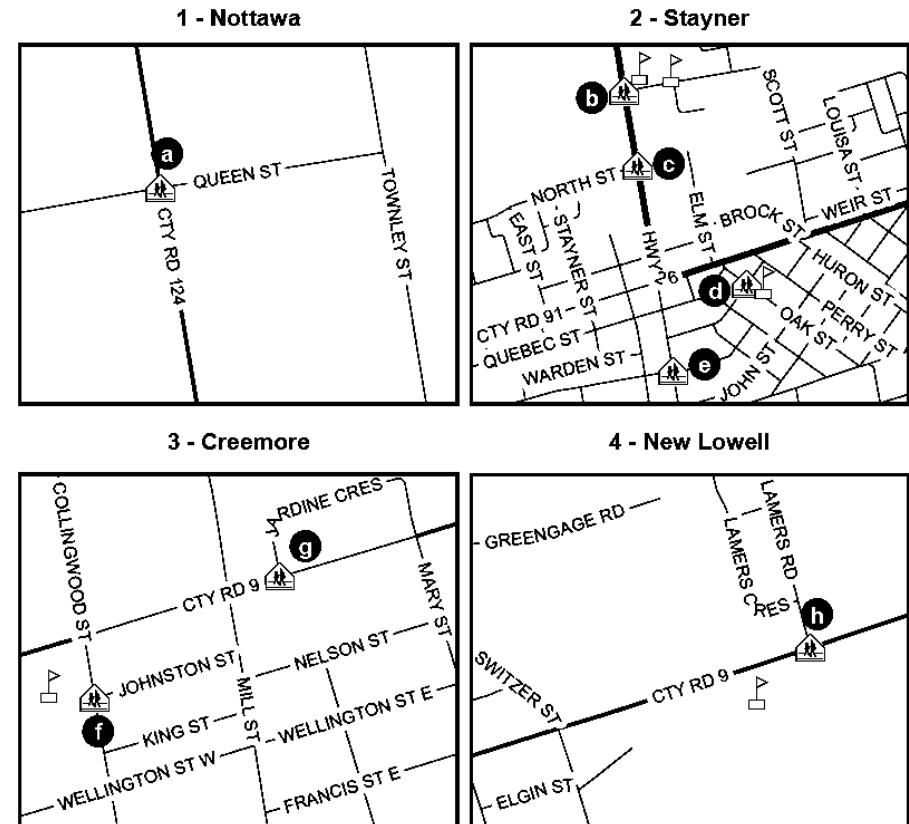 1 - Nottawa
a
QUEEN ST
CTY RD 124
TOWNLEY ST
2 - Stayner
b
c
SCOTT ST
LOUISA ST
NORTH ST
EAST ST
STAYNER ST
HWY 26
ELM ST
BROCK ST
WEIR ST
d
HURON ST
CTY RD 91
QUEBEC ST
OAK ST
PERRY ST
WARDEN ST
e
JOHN ST
3 - Creemore
COLLINGWOOD ST
JARDINE CRES
g
CTY RD 9
MARY ST
JOHNSTON ST
NELSON ST
f
KING ST
MILL ST
WELLINGTON ST E
WELLINGTON ST W
FRANCIS ST E
4 - New Lowell
GREENGAGE RD
LAMERS RD
LAMERS CRES
h
SWITZER ST
CTY RD 9
ELGIN ST